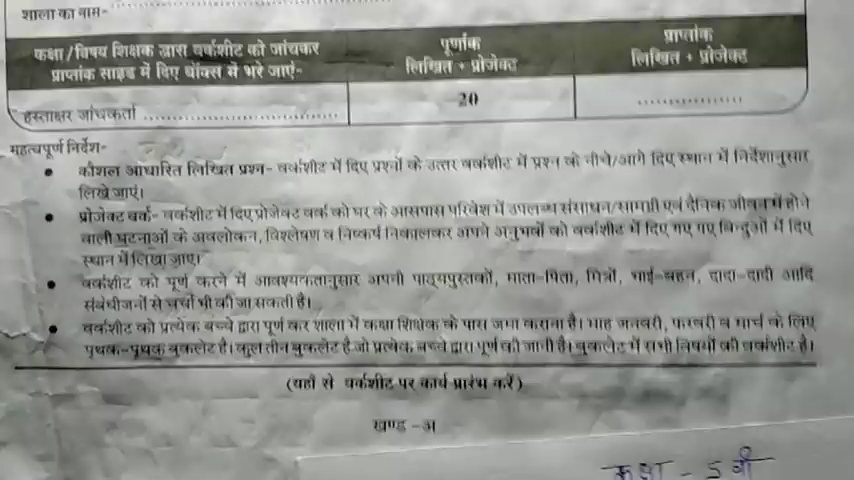 शाला का नाम-
कक्षा/विषय शिक्षक द्वारा वर्कशीट को जांचकर
प्राप्तांक साइड में दिए बॉक्स में भरे जाएं-
पूर्णांक
लिखित + प्रोजेक्ट
प्राप्तांक
लिखित + प्रोजेक्ट
हस्ताक्षर जांचकर्ता ....................................
20
....................
महत्वपूर्ण निर्देश-
● कौशल आधारित लिखित प्रश्न- वर्कशीट में दिए प्रश्नों के उत्तर वर्कशीट में प्रश्न के नीचे/आगे दिए स्थान में निर्देशानुसार
लिखे जाएं।
● प्रोजेक्ट वर्क- वर्कशीट में दिए प्रोजेक्ट वर्क को घर के आसपास परिवेश में उपलब्ध संसाधन/सामग्री एवं दैनिक जीवन में होने
वाली घटनाओं के अवलोकन, विश्लेषण व निष्कर्ष निकालकर अपने अनुभवों को वर्कशीट में दिए गए गए बिन्दुओं में दिए
स्थान में लिखा जाए।
● वर्कशीट को पूर्ण करने में आवश्यकतानुसार अपनी पाठ्यपुस्तकों, माता-पिता, मित्रों, भाई-बहन, दादा-दादी आदि
संबंधीजनों से चर्चा भी की जा सकती है।
● वर्कशीट को प्रत्येक बच्चे द्वारा पूर्ण कर शाला में कक्षा शिक्षक के पास जमा कराना है। माह जनवरी, फरवरी व मार्च के लिए
पृथक-पृथक बुकलेट है। कुल तीन बुकलेट है जो प्रत्येक बच्चे द्वारा पूर्ण की जानी है। बुकलेट में सभी विषयों की वर्कशीट है।
(यहाँ से वर्कशीट पर कार्य प्रारंभ करें)
खण्ड-अ
कक्षा - 5 वी